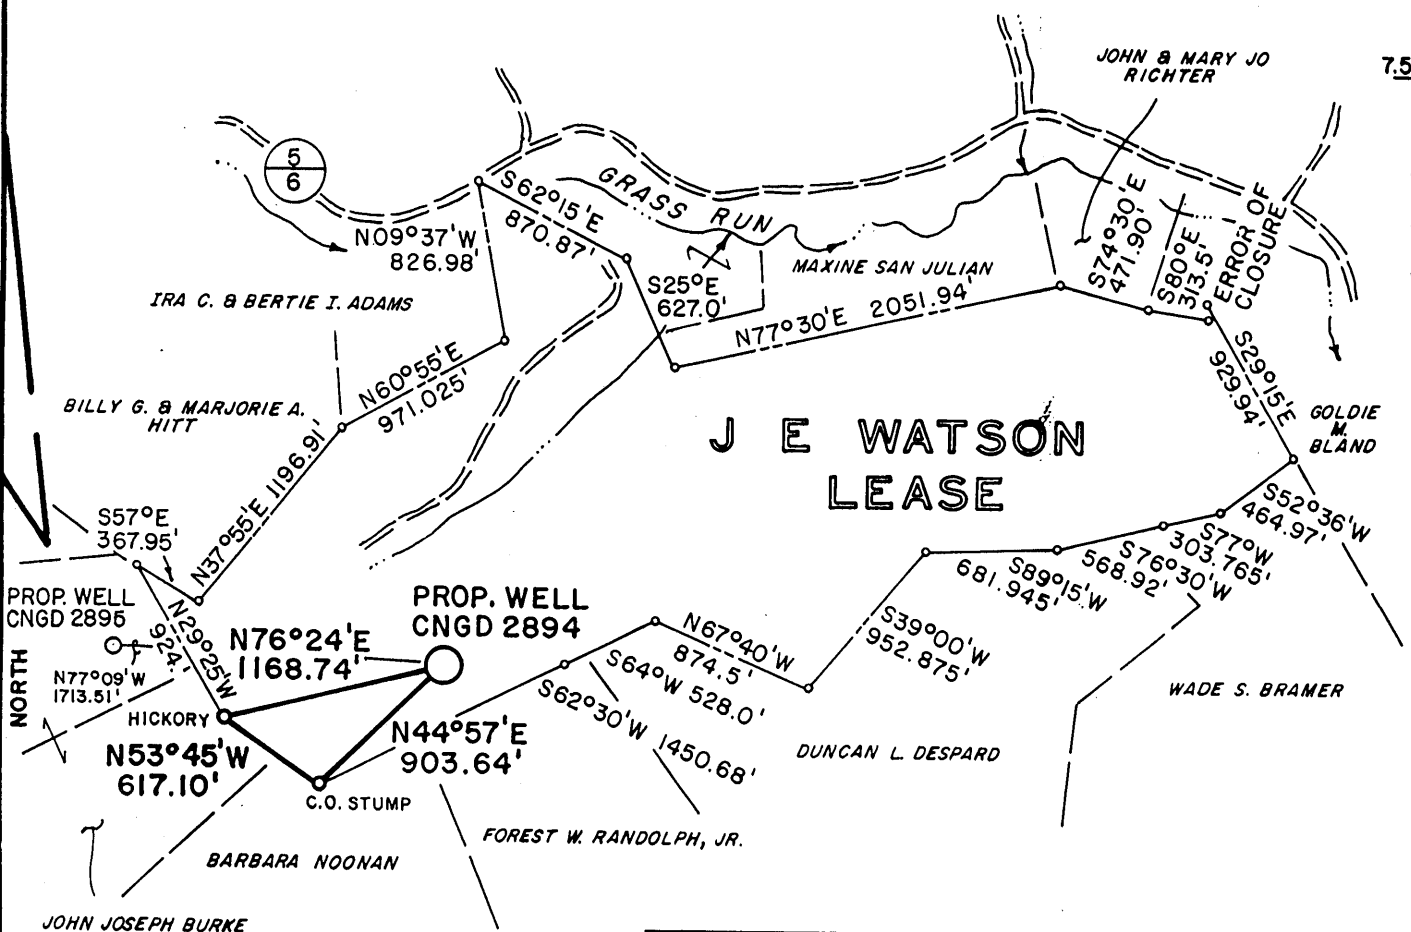 JOHN & MARY JO
RICHTER
7.5
5
6
GRASS RUN
S62°15'E
870.87'
N09°37'W
826.98'
S25°E
627.0'
MAXINE SAN JULIAN
S74°30'E
471.90'
S80°E
313.5'
ERROR OF
CLOSURE
IRA C. & BERTIE I. ADAMS
N77°30'E 2051.94'
S29°15'E
929.94'
N60°55'E
971.025'
BILLY G. & MARJORIE A.
HITT
GOLDIE
M.
BLAND
J E WATSON
LEASE
N37°55'E 1196.91'
S57°E
367.95'
S52°36'W
464.97'
S77°W
303.765'
S76°30'W
568.92'
S89°15'W
681.945'
S39°00'W
952.875'
PROP. WELL
CNGD 2895
PROP. WELL
CNGD 2894
N29°25'W
924.'
N76°24'E
1168.74'
N67°40'W
874.5'
S64°W 528.0'
S62°30'W 1450.68'
N77°09'W
1713.51'
NORTH
HICKORY
N53°45'W
617.10'
N44°57'E
903.64'
C.O. STUMP
WADE S. BRAMER
DUNCAN L. DESPARD
FOREST W. RANDOLPH, JR.
BARBARA NOONAN
JOHN JOSEPH BURKE